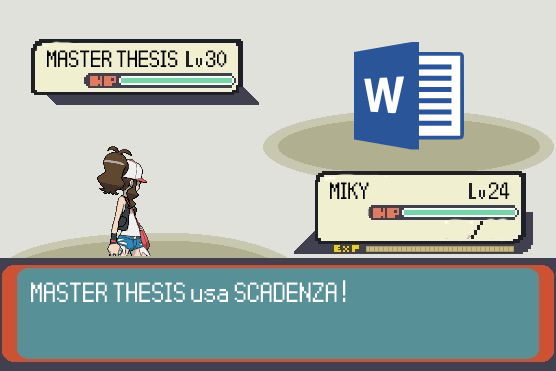 MASTER THESIS Lv30
HP
W
MIKY Lv24
HP
/
EXP
MASTER THESIS usa SCADENZA!